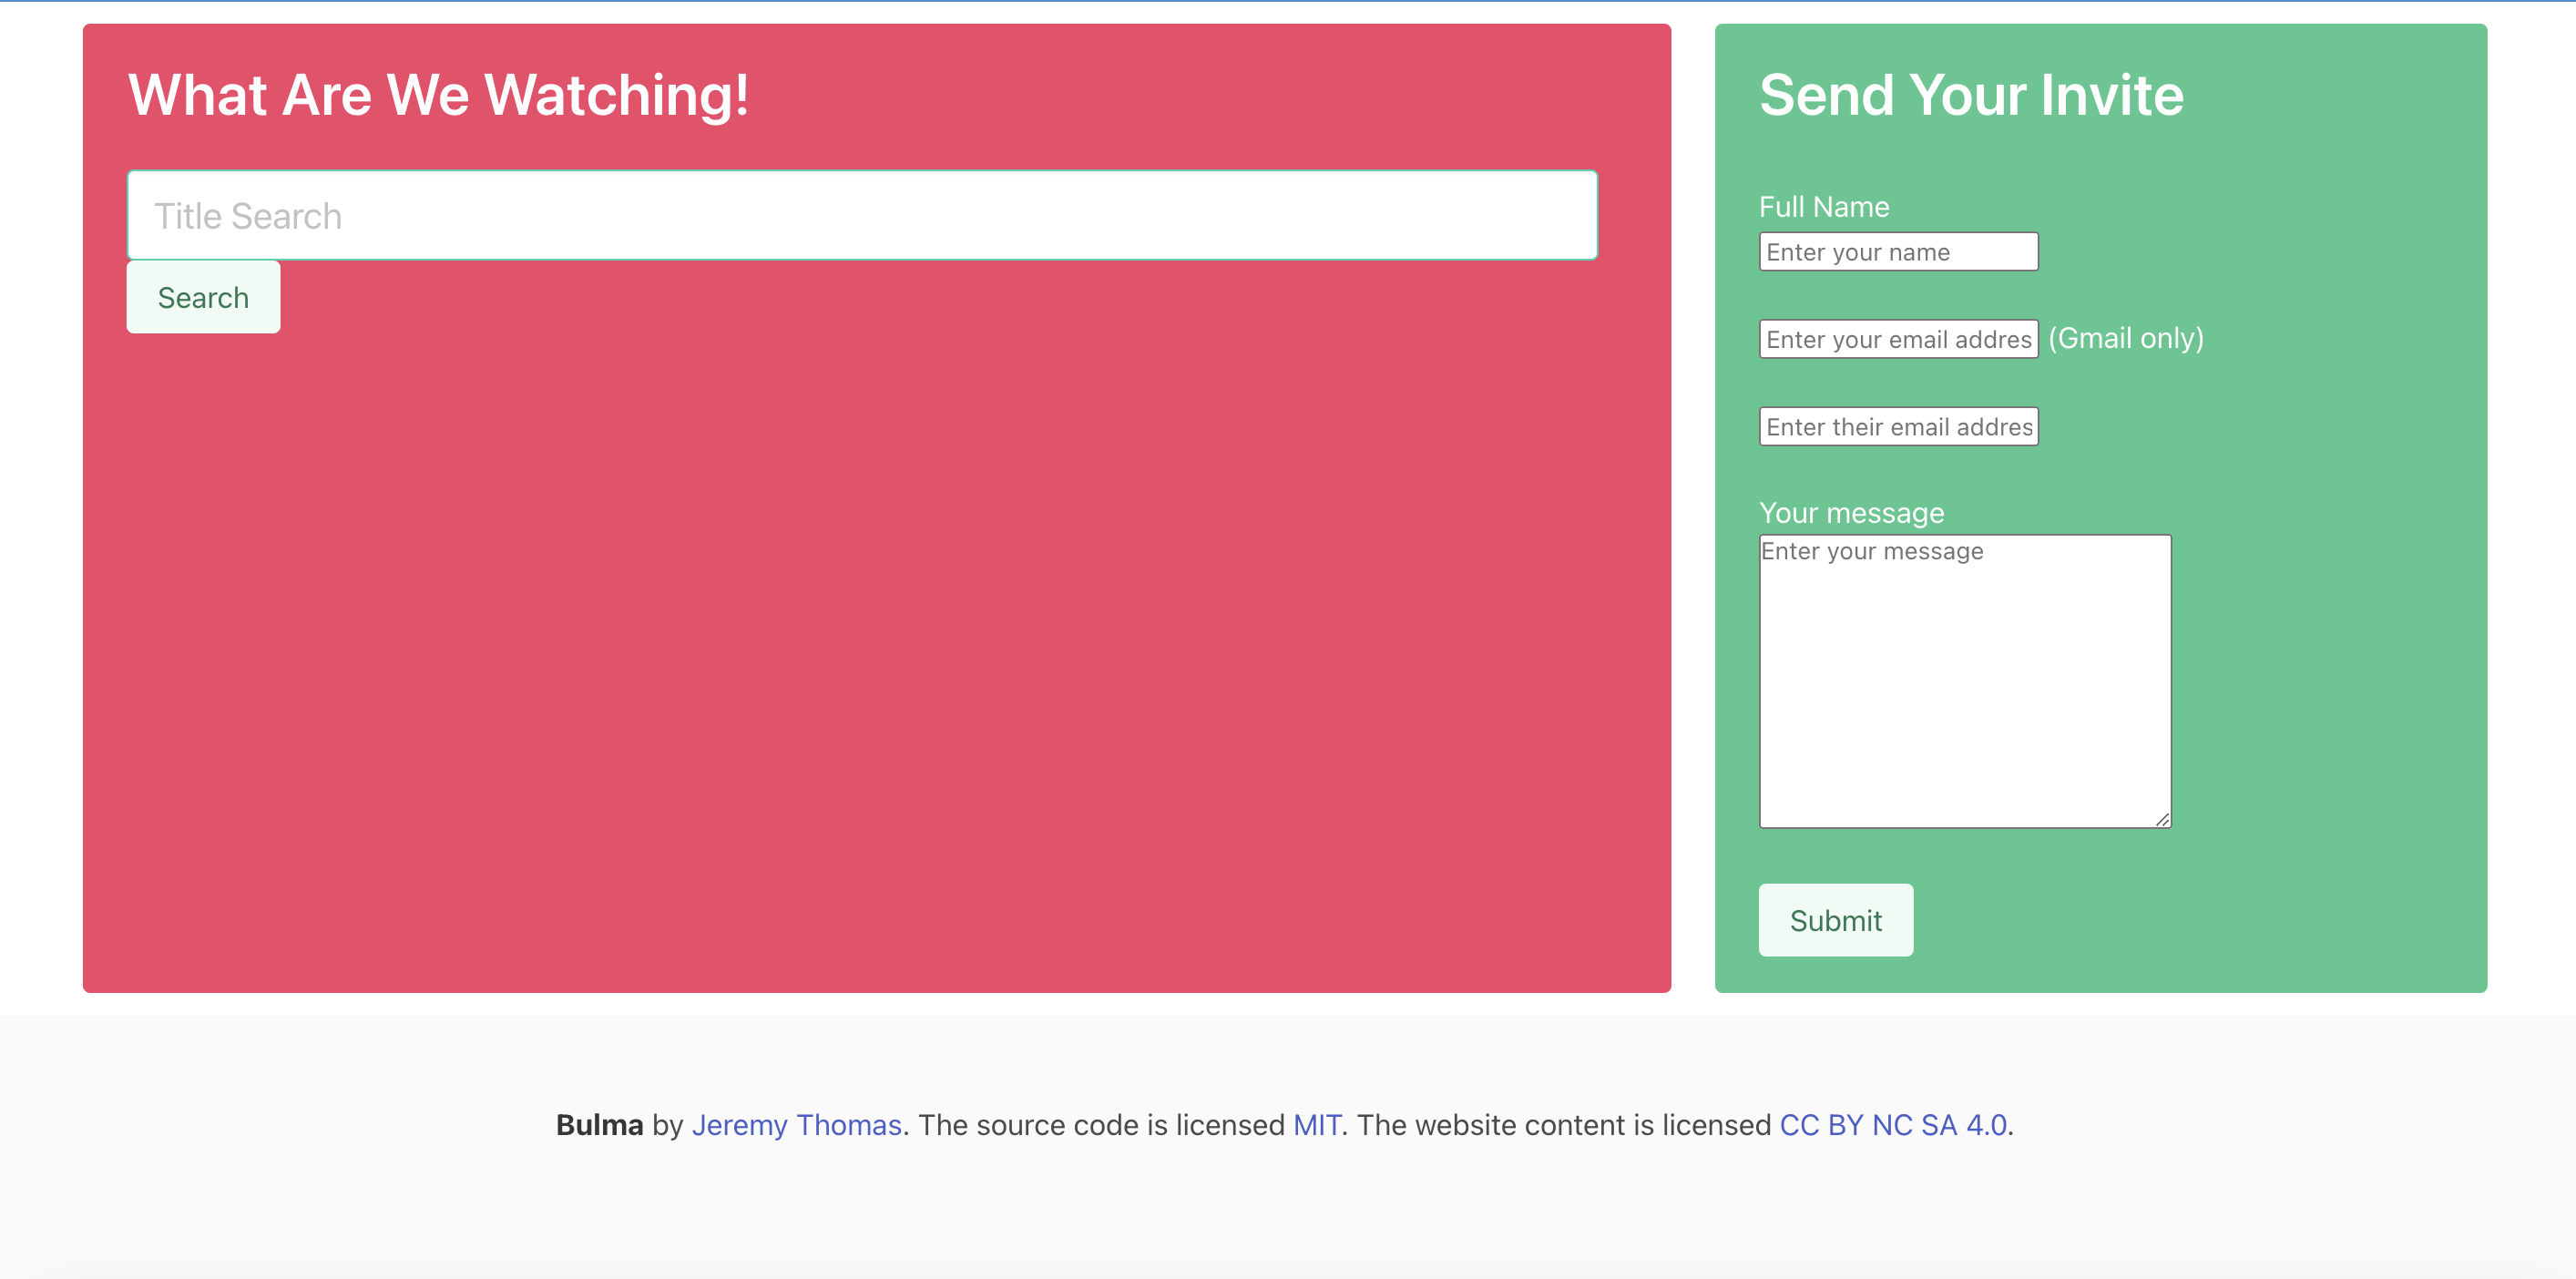 What Are We Watching!
Title Search
Search
Send Your Invite
Full Name
Enter your name
Enter your email addres (Gmail only)
Enter their email addres
Your message
Enter your message
Submit
Bulma by Jeremy Thomas. The source code is licensed MIT. The website content is licensed CC BY NC SA 4.0.